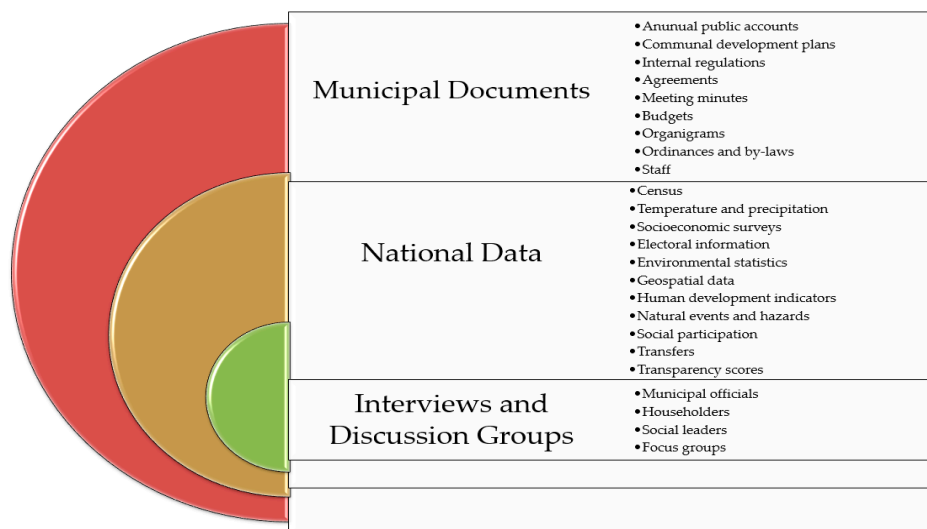 Municipal Documents
•Anunual public accounts
•Communal development plans
•Internal regulations
•Agreements
•Meeting minutes
•Budgets
•Organigrams
•Ordinances and by-laws
•Staff
National Data
•Census
•Temperature and precipitation
•Socioeconomic surveys
•Electoral information
•Environmental statistics
•Geospatial data
•Human development indicators
•Natural events and hazards
•Social participation
•Transfers
•Transparency scores
Interviews and
Discussion Groups
•Municipal officials
•Householders
•Social leaders
•Focus groups